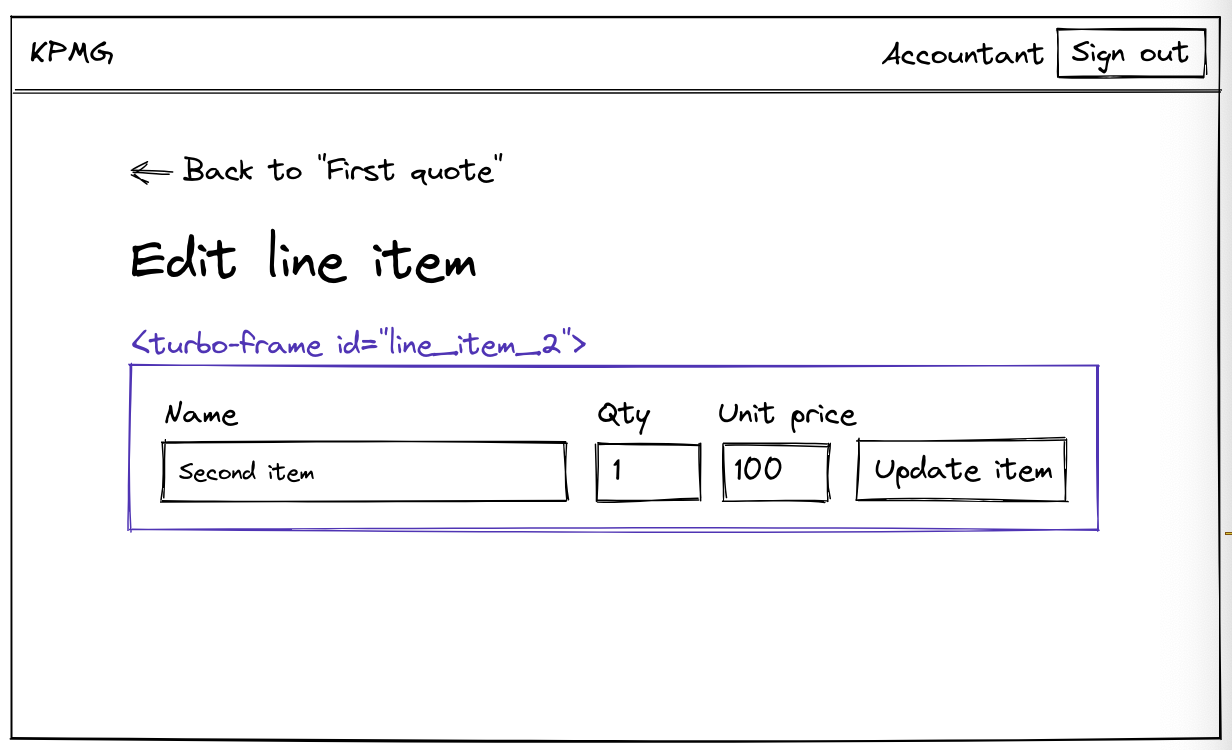 KPMG Accountant Sign out
← Back to "First quote"
Edit line item
<turbo-frame id="line_item_2">
Name Qty Unit price
Second item 1 100 Update item